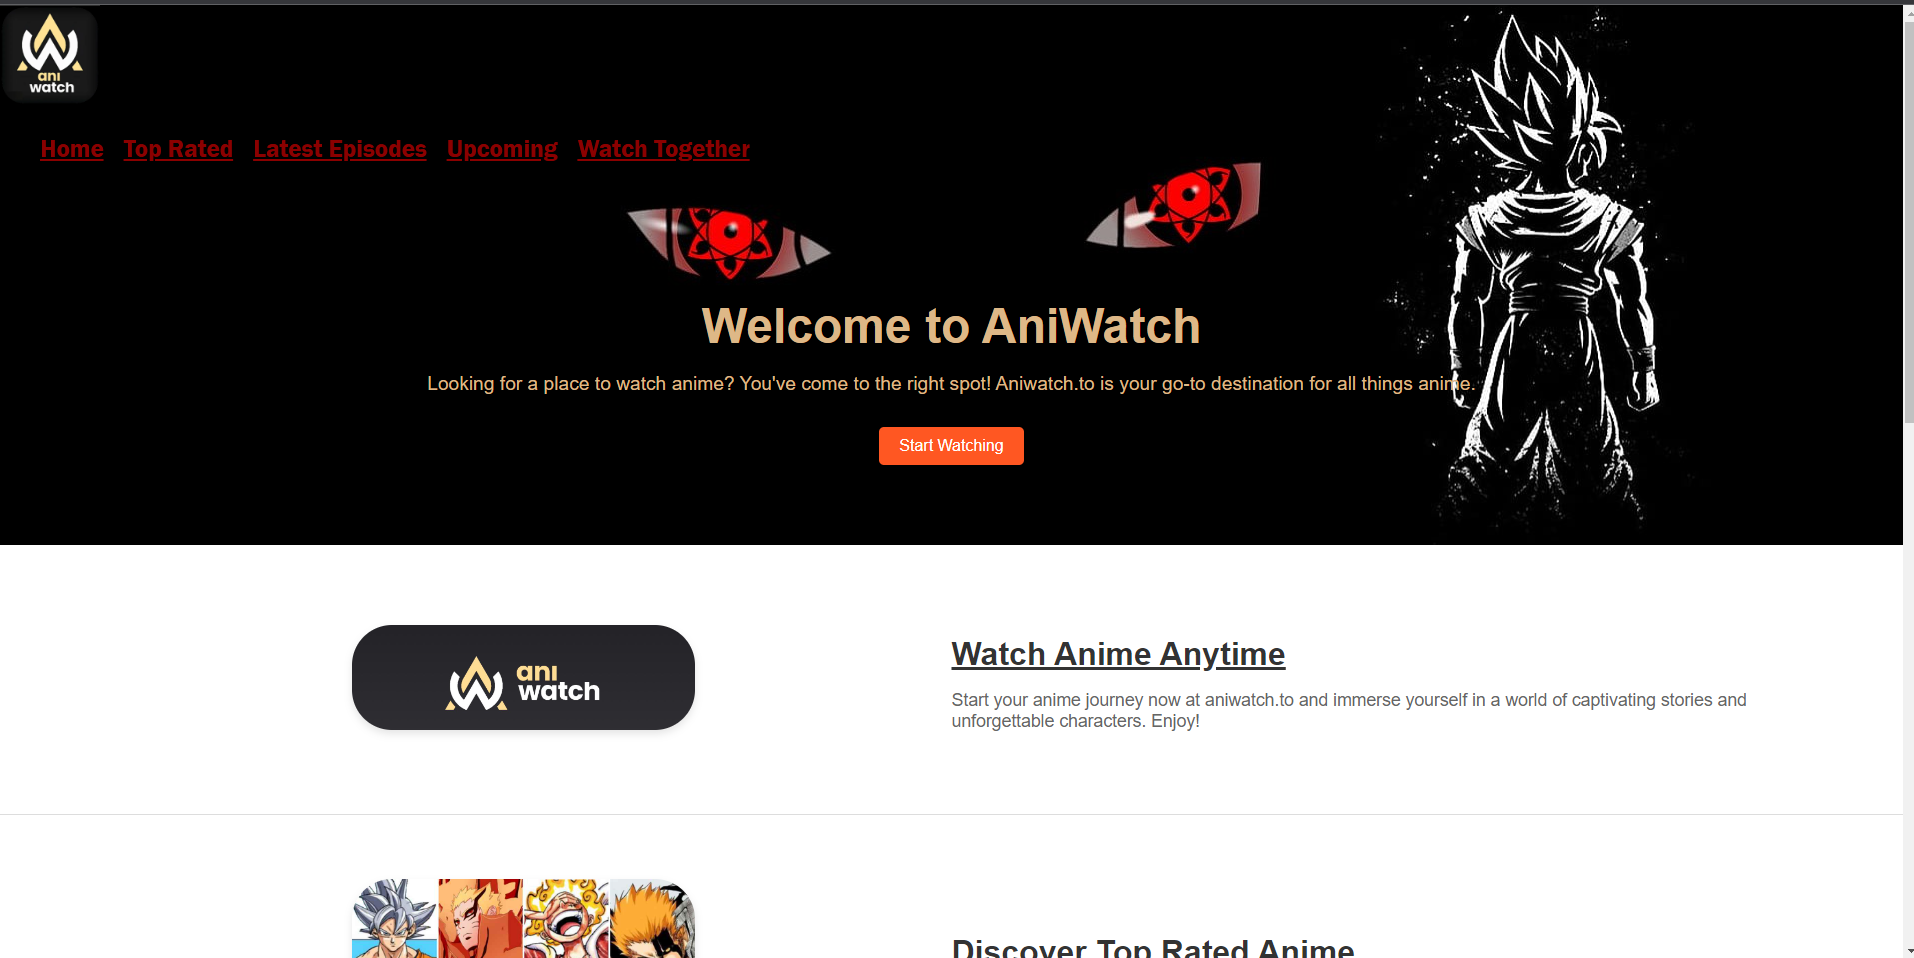 ani
watch
Home Top Rated Latest Episodes Upcoming Watch Together
Welcome to AniWatch
Looking for a place to watch anime? You've come to the right spot! Aniwatch.to is your go-to destination for all things anime.
Start Watching
ani
watch
Watch Anime Anytime
Start your anime journey now at aniwatch.to and immerse yourself in a world of captivating stories and
unforgettable characters. Enjoy!
Discover Top Rated Anime